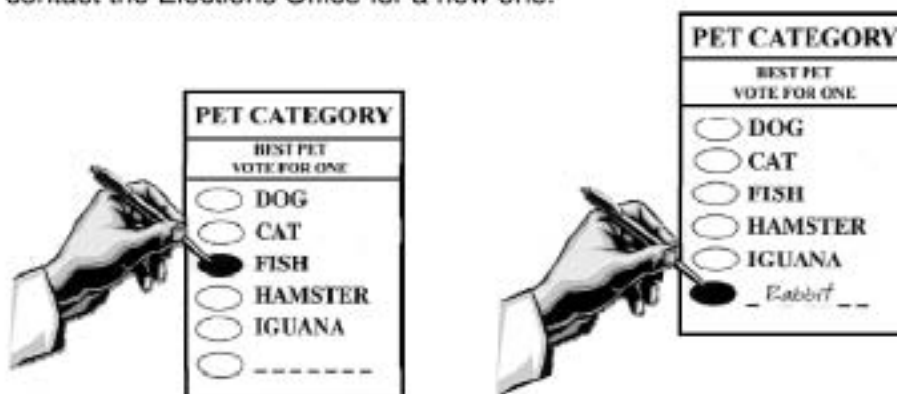 contact the Elections Office for a new one.
PET CATEGORY
BEST PET
VOTE FOR ONE
DOG
CAT
FISH
HAMSTER
IGUANA
PET CATEGORY
BEST PET
VOTE FOR ONE
DOG
CAT
FISH
HAMSTER
IGUANA
Rabbit